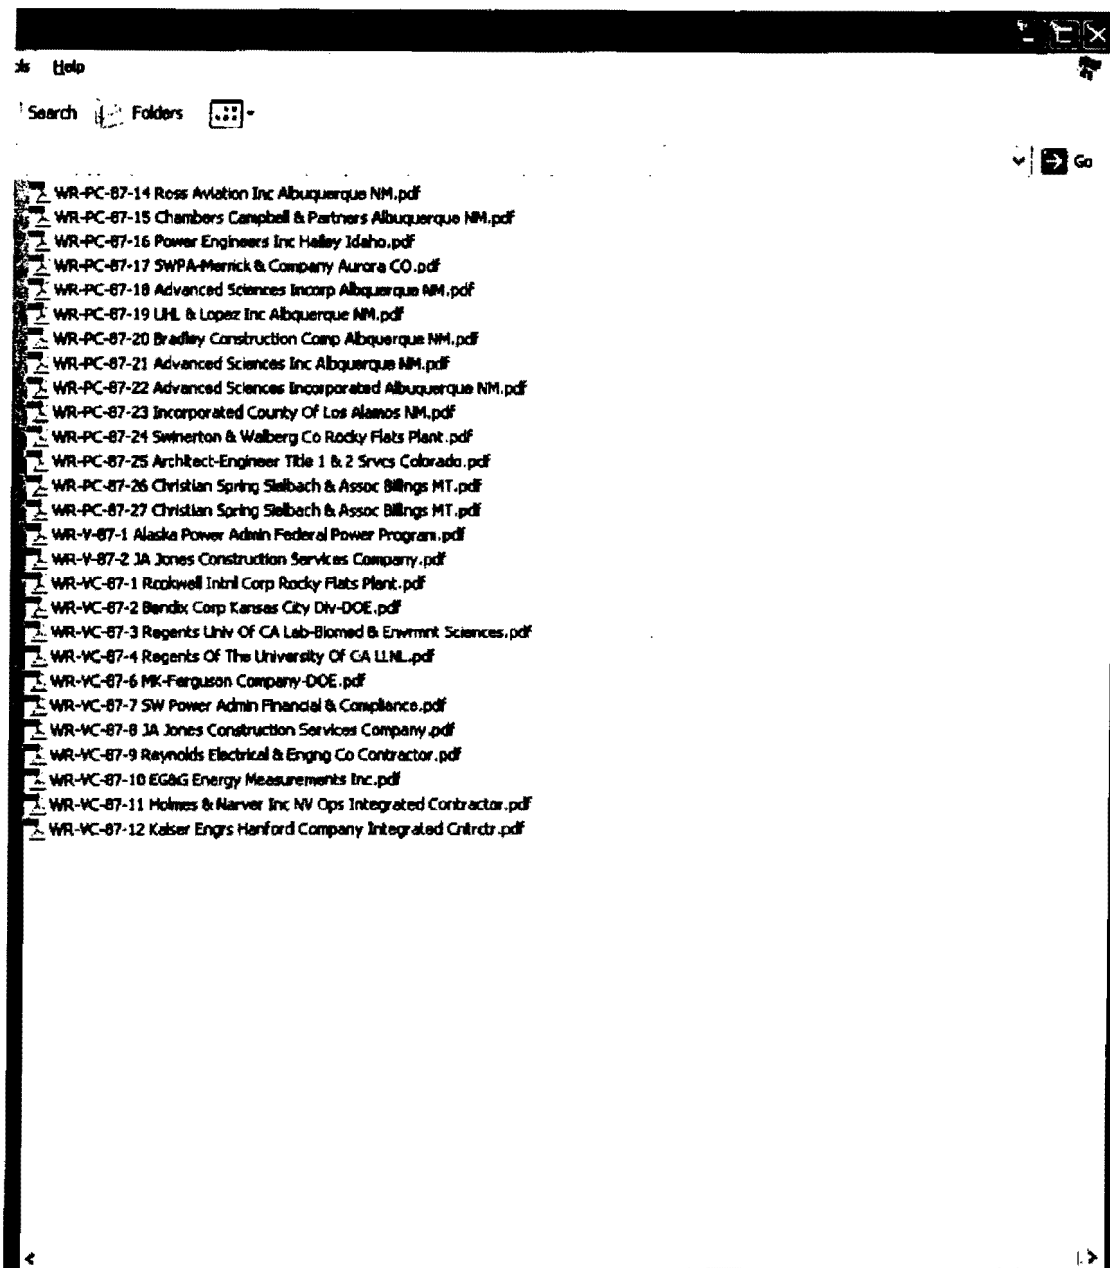 ols Help
Search Folders
Go
WR-PC-87-14 Ross Aviation Inc Albuquerque NM.pdf
WR-PC-87-15 Chambers Campbell & Partners Albuquerque NM.pdf
WR-PC-87-16 Power Engineers Inc Hailey Idaho.pdf
WR-PC-87-17 SWPA-Merrick & Company Aurora CO.pdf
WR-PC-87-18 Advanced Sciences Incorp Albquerque NM.pdf
WR-PC-87-19 UHL & Lopez Inc Albquerque NM.pdf
WR-PC-87-20 Bradley Construction Comp Albquerque NM.pdf
WR-PC-87-21 Advanced Sciences Inc Albquerque NM.pdf
WR-PC-87-22 Advanced Sciences Incorporated Albuquerque NM.pdf
WR-PC-87-23 Incorporated County Of Los Alamos NM.pdf
WR-PC-87-24 Swinerton & Walberg Co Rocky Flats Plant.pdf
WR-PC-87-25 Architect-Engineer Title 1 & 2 Srvcs Colorado.pdf
WR-PC-87-26 Christian Spring Sielbach & Assoc Billings MT.pdf
WR-PC-87-27 Christian Spring Sielbach & Assoc Billings MT.pdf
WR-V-87-1 Alaska Power Admin Federal Power Program.pdf
WR-V-87-2 JA Jones Construction Services Company.pdf
WR-VC-87-1 Rockwell Intnl Corp Rocky Flats Plant.pdf
WR-VC-87-2 Bendix Corp Kansas City Div-DOE.pdf
WR-VC-87-3 Regents Univ Of CA Lab-Biomed & Envrmnt Sciences.pdf
WR-VC-87-4 Regents Of The University Of CA LLNL.pdf
WR-VC-87-6 MK-Ferguson Company-DOE.pdf
WR-VC-87-7 SW Power Admin Financial & Compliance.pdf
WR-VC-87-8 JA Jones Construction Services Company.pdf
WR-VC-87-9 Reynolds Electrical & Engng Co Contractor.pdf
WR-VC-87-10 EG&G Energy Measurements Inc.pdf
WR-VC-87-11 Holmes & Narver Inc NV Ops Integrated Contractor.pdf
WR-VC-87-12 Kaiser Engrs Hanford Company Integrated Cntrctr.pdf